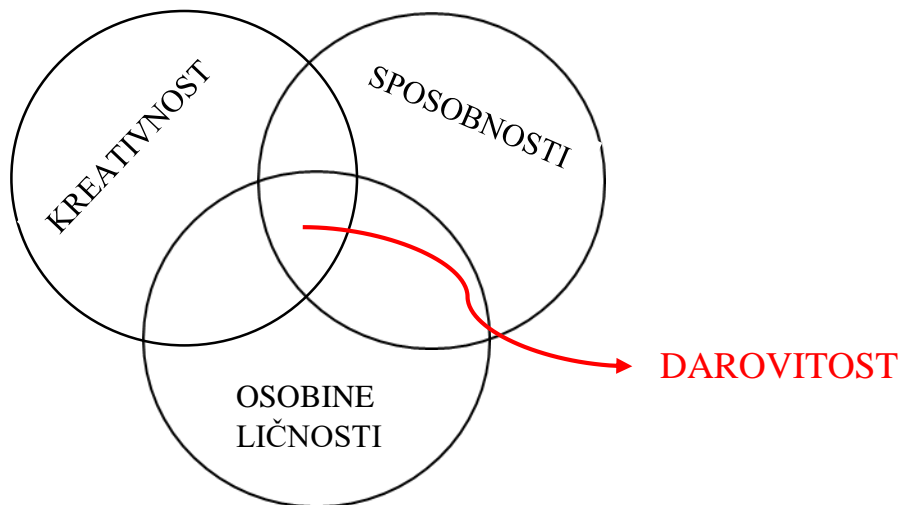 KREATIVNOST
SPOSOBNOSTI
OSOBINE
LIČNOSTI
DAROVITOST